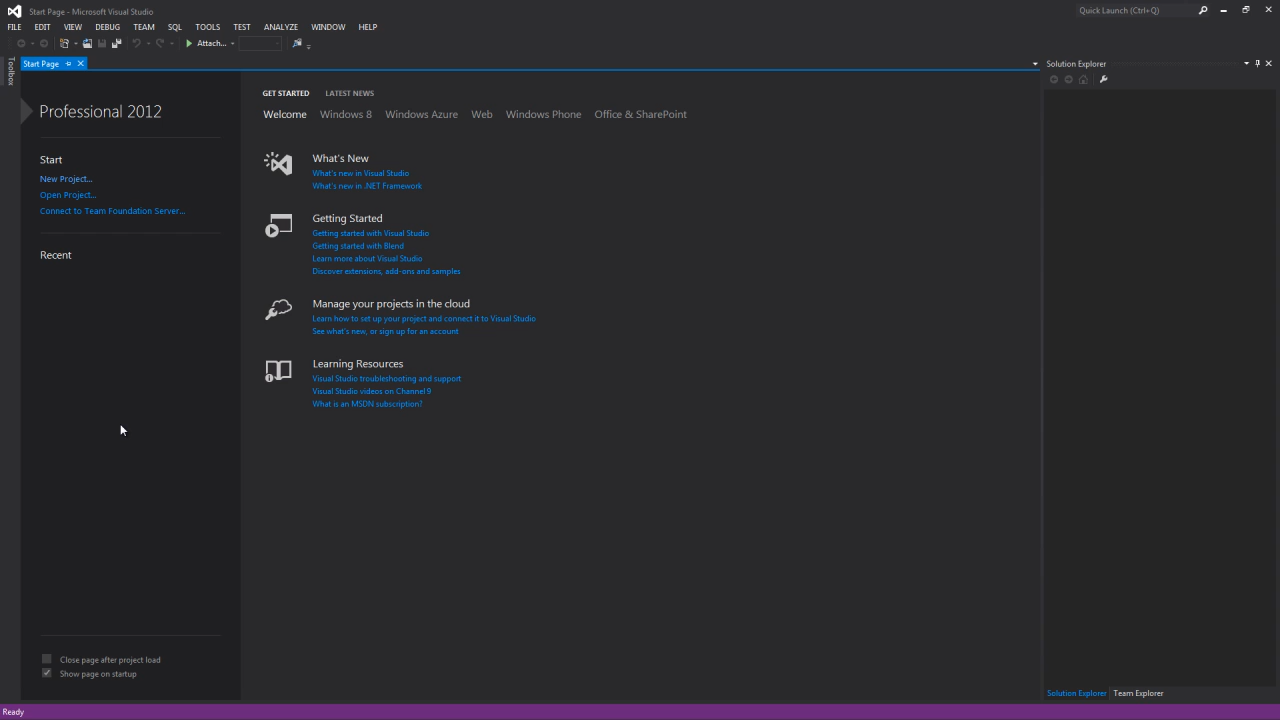 Start Page - Microsoft Visual Studio
Quick Launch (Ctrl+Q)
FILE EDIT VIEW DEBUG TEAM SQL TOOLS TEST ANALYZE WINDOW HELP
Attach...
Toolbox
Start Page
Solution Explorer
Professional 2012
Start
New Project...
Open Project...
Connect to Team Foundation Server...
Recent
Close page after project load
Show page on startup
GET STARTED LATEST NEWS
Welcome Windows 8 Windows Azure Web Windows Phone Office & SharePoint
What's New
What's new in Visual Studio
What's new in .NET Framework
Getting Started
Getting started with Visual Studio
Getting started with Blend
Learn more about Visual Studio
Discover extensions, add-ons and samples
Manage your projects in the cloud
Learn how to set up your project and connect it to Visual Studio
See what's new, or sign up for an account
Learning Resources
Visual Studio troubleshooting and support
Visual Studio videos on Channel 9
What is an MSDN subscription?
Solution Explorer Team Explorer
Ready